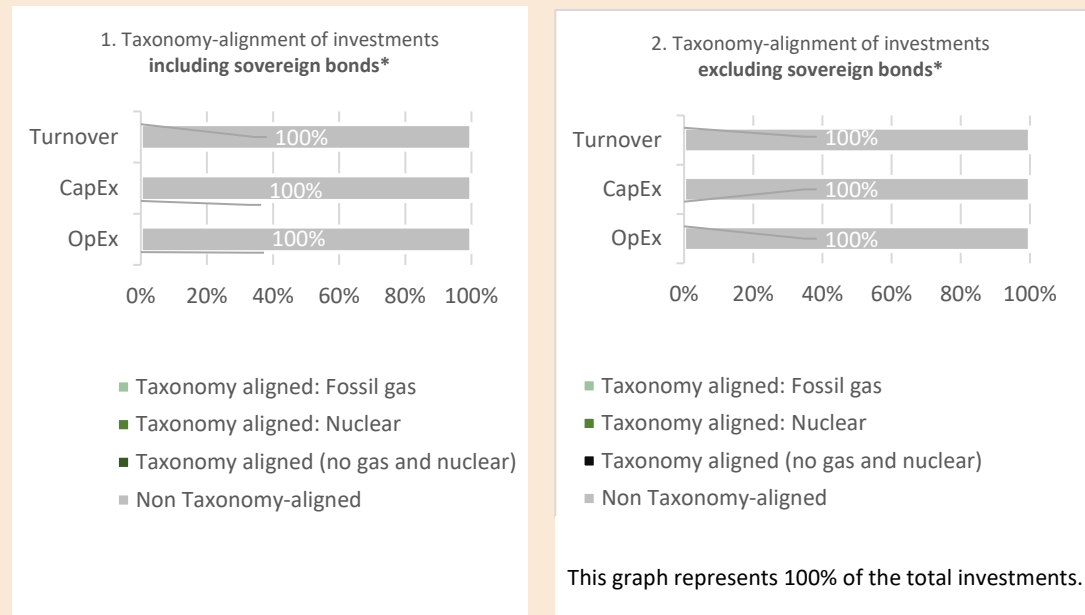 1. Taxonomy-alignment of investments
including sovereign bonds*
Turnover
100%
CapEx
100%
OpEx
100%
0% 20% 40% 60% 80% 100%
Taxonomy aligned: Fossil gas
Taxonomy aligned: Nuclear
Taxonomy aligned (no gas and nuclear)
Non Taxonomy-aligned
2. Taxonomy-alignment of investments
excluding sovereign bonds*
Turnover
100%
CapEx
100%
OpEx
100%
0% 20% 40% 60% 80% 100%
Taxonomy aligned: Fossil gas
Taxonomy aligned: Nuclear
Taxonomy aligned (no gas and nuclear)
Non Taxonomy-aligned
This graph represents 100% of the total investments.